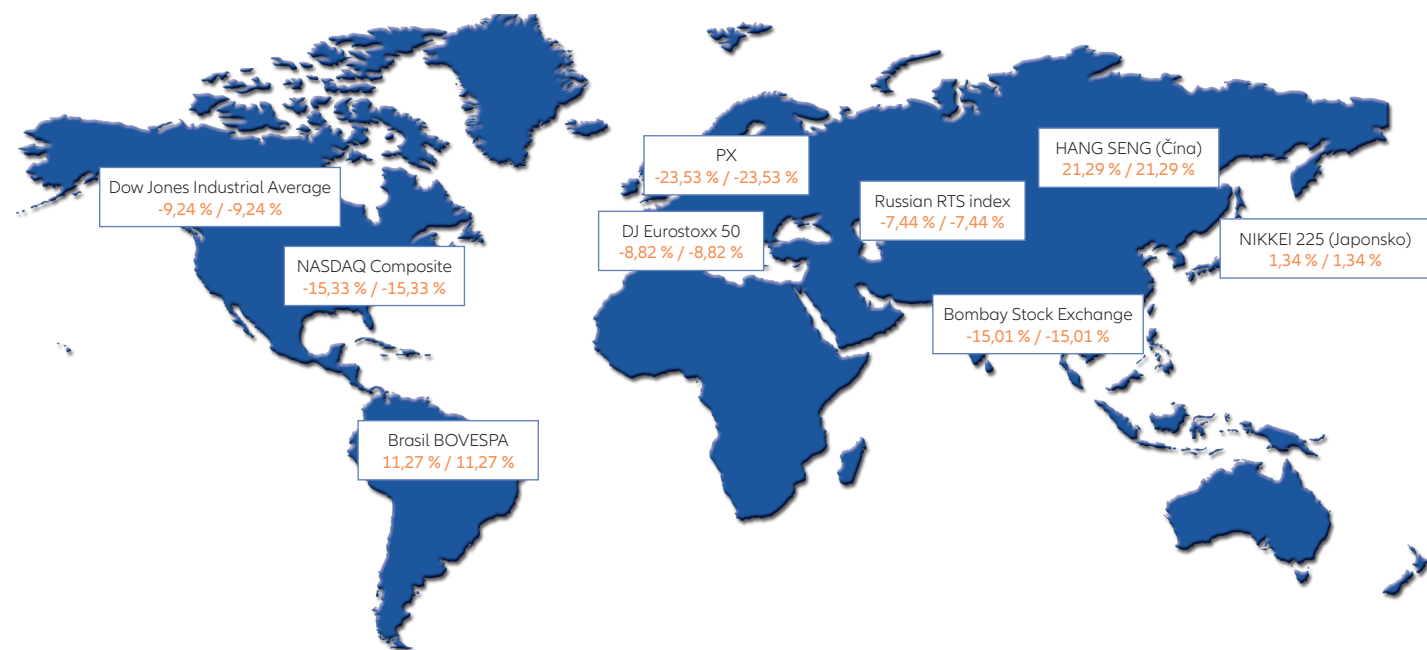 HANG SENG (Čína)
21,29 % / 21,29 %
PX
-23,53 % / -23,53 %
Dow Jones Industrial Average
-9,24 % / -9,24 %
Russian RTS index
-7,44 % / -7,44 %
DJ Eurostoxx 50
-8,82 % / -8,82 %
NIKKEI 225 (Japonsko)
1,34 % / 1,34 %
NASDAQ Composite
-15,33 % / -15,33 %
Bombay Stock Exchange
-15,01 % / -15,01 %
Brasil BOVESPA
11,27 % / 11,27 %